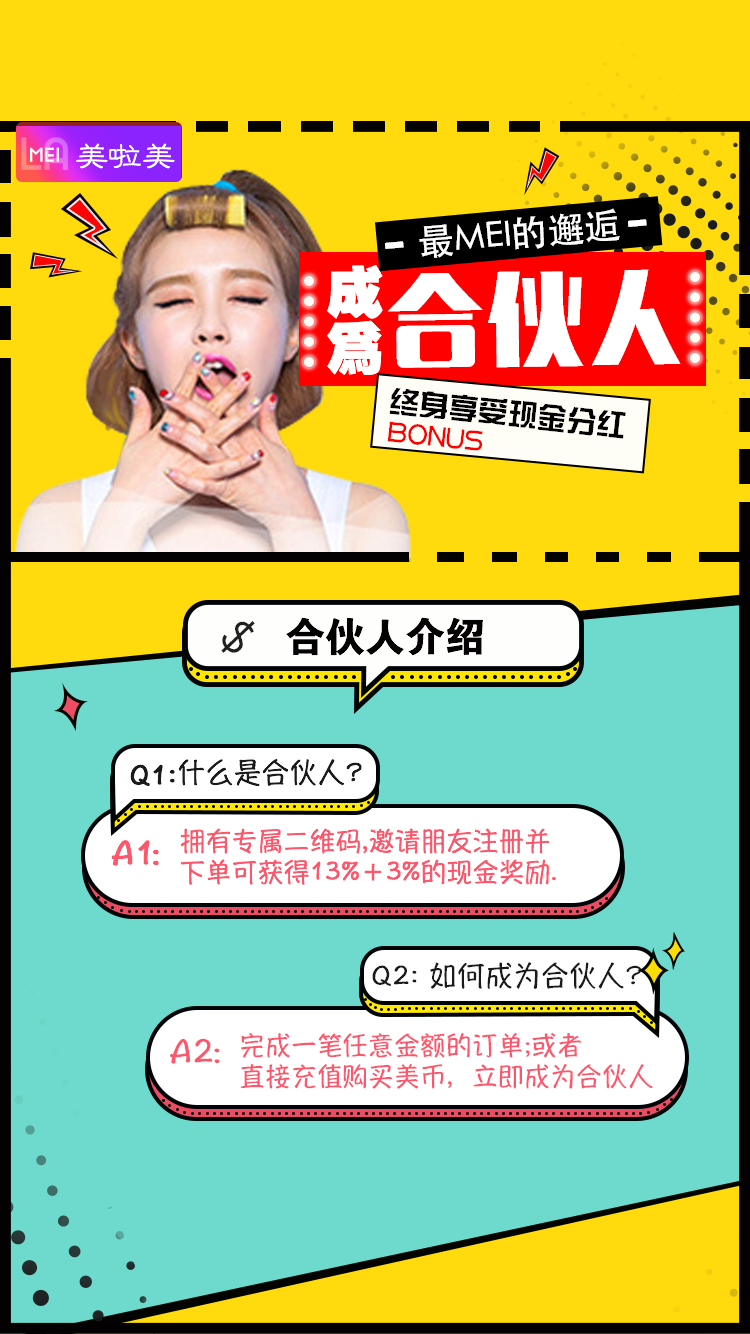 LA
MEI 美啦美
最MEI的邂逅
成為
合伙人
终身享受现金分红
BONUS
合伙人介绍
Q1:什么是合伙人?
A1: 拥有专属二维码,邀请朋友注册并
下单可获得13%+3%的现金奖励.
Q2: 如何成为合伙人?
A2: 完成一笔任意金额的订单;或者
直接充值购买美币，立即成为合伙人